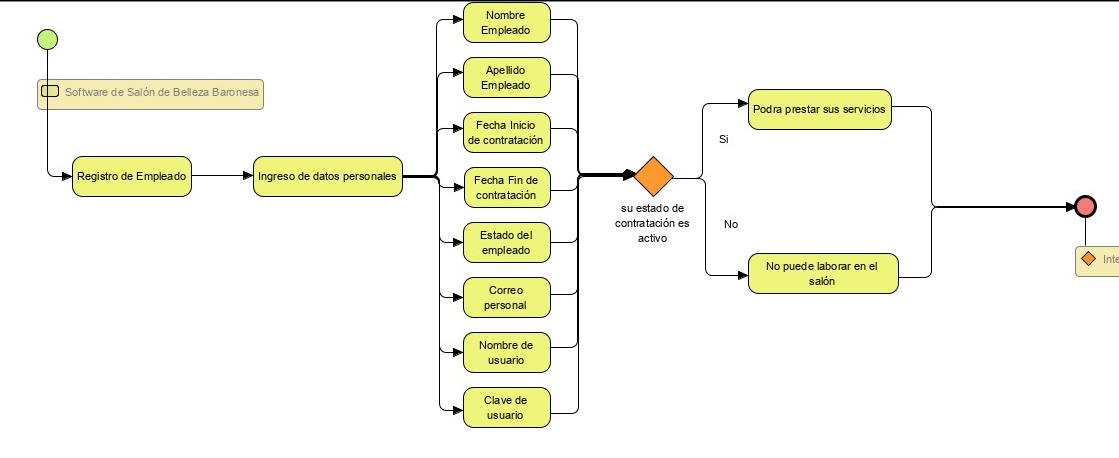 Software de Salón de Belleza Baronesa
Registro de Empleado
Ingreso de datos personales
Nombre
Empleado
Apellido
Empleado
Fecha Inicio
de contratación
Fecha Fin de
contratación
Estado del
empleado
Correo
personal
Nombre de
usuario
Clave de
usuario
su estado de
contratación es
activo
Si
No
Podra prestar sus servicios
No puede laborar en el
salón
Inte